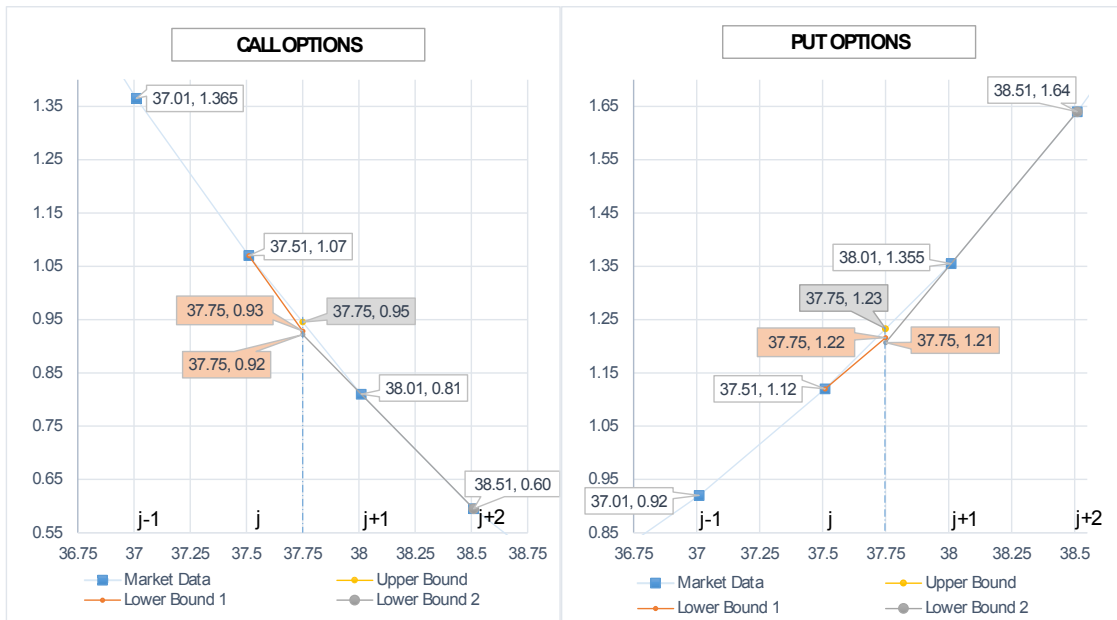 CALL OPTIONS
1.35
1.25
1.15
1.05
0.95
0.85
0.75
0.65
0.55
37.01, 1.365
37.51, 1.07
37.75, 0.93
37.75, 0.95
37.75, 0.92
38.01, 0.81
38.51, 0.60
j-1
j
j+1
j+2
36.75
37
37.25
37.5
37.75
38
38.25
38.5
38.75
Market Data
Upper Bound
Lower Bound 1
Lower Bound 2
PUT OPTIONS
1.65
1.55
1.45
1.35
1.25
1.15
1.05
0.95
0.85
38.51, 1.64
38.01, 1.355
37.75, 1.23
37.75, 1.22
37.75, 1.21
37.51, 1.12
37.01, 0.92
j-1
j
j+1
j+2
36.75
37
37.25
37.5
37.75
38
38.25
38.5
Market Data
Upper Bound
Lower Bound 1
Lower Bound 2